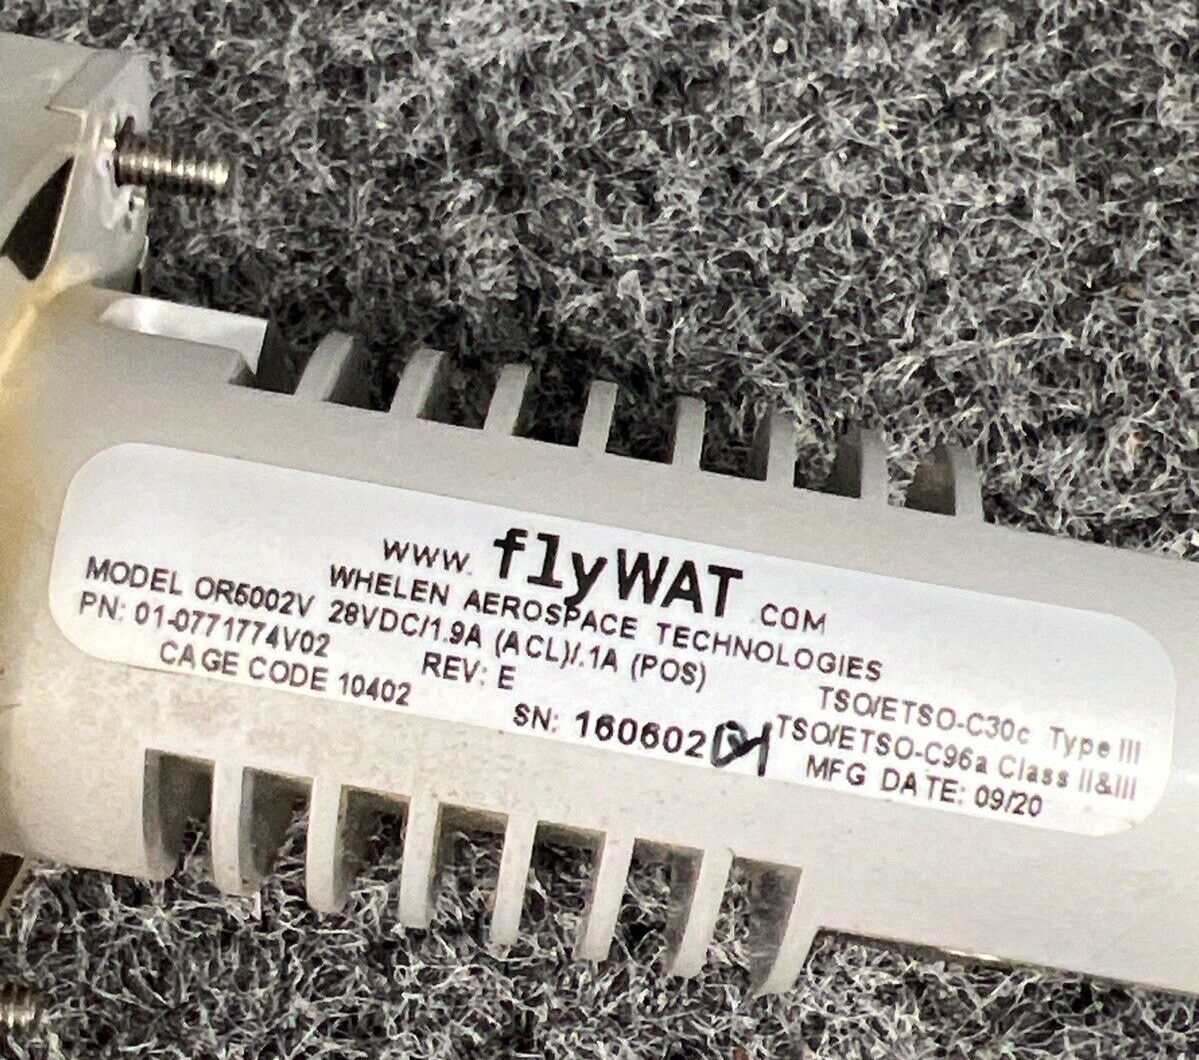 www.flyWAT.com
WHELEN AEROSPACE TECHNOLOGIES
MODEL OR6002V 28VDC/1.9A (ACL)/.1A (POS)
PN: 01-0771774V02 REV: E TSO/ETSO-C30c Type III
CAGE CODE 10402 SN: 160602 TSO/ETSO-C96a Class II&III
MFG DATE: 09/20